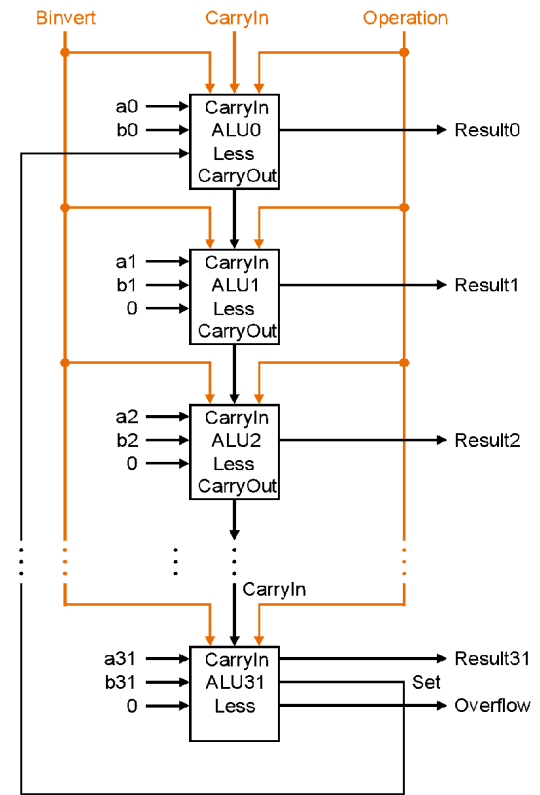 Binvert CarryIn Operation
a0 CarryIn
b0 ALU0 Result0
Less
CarryOut
a1 CarryIn
b1 ALU1 Result1
0 Less
CarryOut
a2 CarryIn
b2 ALU2 Result2
0 Less
CarryOut
CarryIn
a31 CarryIn Result31
b31 ALU31 Set
0 Less Overflow